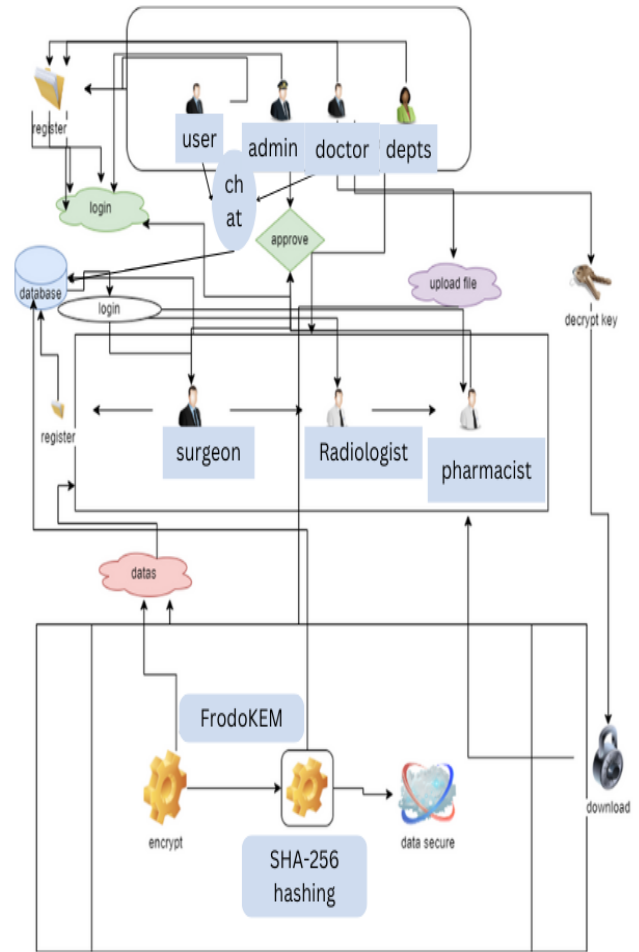 register
user
admin
doctor
depts
ch
at
login
approve
database
login
upload file
decrypt key
register
surgeon
Radiologist
pharmacist
datas
FrodoKEM
encrypt
SHA-256
hashing
data secure
download